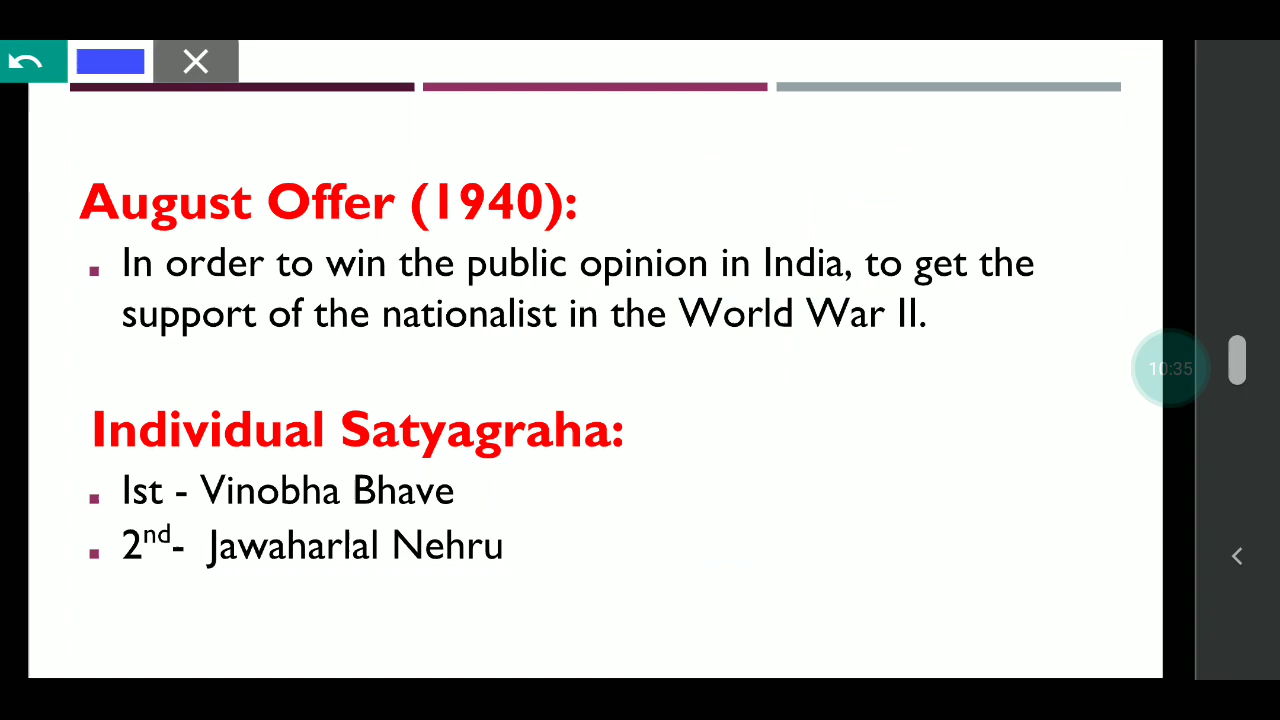 August Offer (1940):
▪ In order to win the public opinion in India, to get the
support of the nationalist in the World War II.
Individual Satyagraha:
▪ Ist - Vinobha Bhave
▪ 2nd- Jawaharlal Nehru
10:35